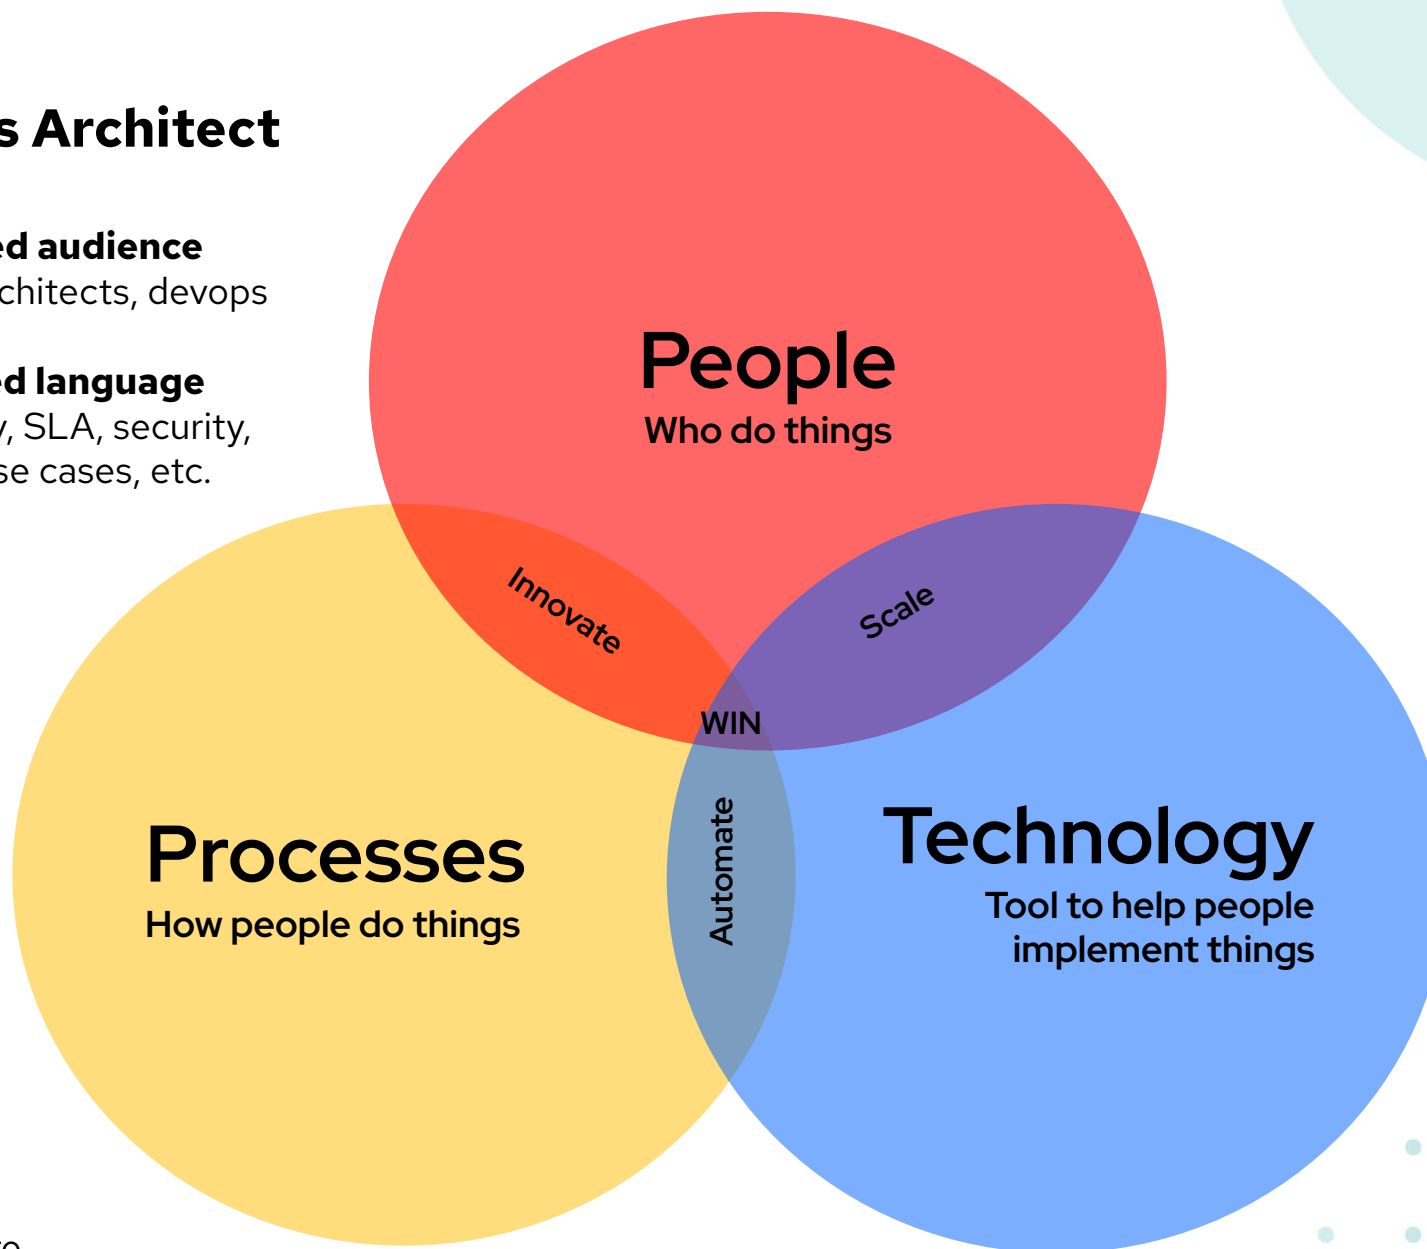 s Architect
ed audience
chitects, devops
ed language
y, SLA, security,
se cases, etc.
People
Who do things
Innovate
Scale
WIN
Automate
Processes
How people do things
Technology
Tool to help people
implement things